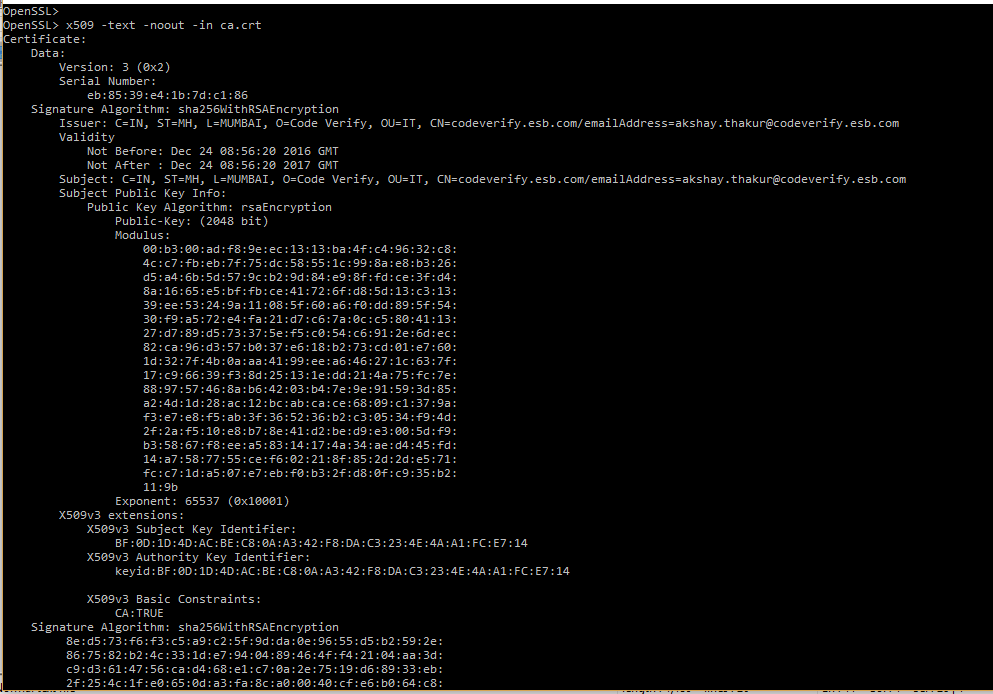 OpenSSL>
OpenSSL> x509 -text -noout -in ca.crt
Certificate:
Data:
Version: 3 (0x2)
Serial Number:
eb:85:39:e4:1b:7d:c1:86
Signature Algorithm: sha256WithRSAEncryption
Issuer: C=IN, ST=MH, L=MUMBAI, O=Code Verify, OU=IT, CN=codeverify.esb.com/emailAddress=akshay.thakur@codeverify.esb.com
Validity
Not Before: Dec 24 08:56:20 2016 GMT
Not After : Dec 24 08:56:20 2017 GMT
Subject: C=IN, ST=MH, L=MUMBAI, O=Code Verify, OU=IT, CN=codeverify.esb.com/emailAddress=akshay.thakur@codeverify.esb.com
Subject Public Key Info:
Public Key Algorithm: rsaEncryption
Public-Key: (2048 bit)
Modulus:
00:b3:00:ad:f8:9e:ec:13:13:ba:4f:c4:96:32:c8:
4c:c7:fb:eb:7f:75:dc:58:55:1c:99:8a:e8:b3:26:
d5:a4:6b:5d:57:9c:b2:9d:84:e9:8f:fd:ce:3f:d4:
8a:16:65:e5:bf:fb:ce:41:72:6f:d8:5d:13:c3:13:
39:ee:53:24:9a:11:08:5f:60:a6:f0:dd:89:5f:54:
30:f9:a5:72:e4:fa:21:d7:c6:7a:0c:c5:80:41:13:
27:d7:89:d5:73:37:5e:f5:c0:54:c6:91:2e:6d:ec:
82:ca:96:d3:57:b0:37:e6:18:b2:73:cd:01:e7:60:
1d:32:7f:4b:0a:aa:41:99:ee:a6:46:27:1c:63:7f:
17:c9:66:39:f3:8d:25:13:1e:dd:21:4a:75:fc:7e:
88:97:57:46:8a:b6:42:03:b4:7e:9e:91:59:3d:85:
a2:4d:1d:28:ac:12:bc:ab:ca:ce:68:09:c1:37:9a:
f3:e7:e8:f5:ab:3f:36:52:36:b2:c3:05:34:f9:4d:
2f:2a:f5:10:e8:b7:8e:41:d2:be:d9:e3:00:5d:f9:
b3:58:67:f8:ee:a5:83:14:17:4a:34:ae:d4:45:fd:
14:a7:58:77:55:ce:f6:02:21:8f:85:2d:2d:e5:71:
fc:c7:1d:a5:07:e7:eb:f0:b3:2f:d8:0f:c9:35:b2:
11:9b
Exponent: 65537 (0x10001)
X509v3 extensions:
X509v3 Subject Key Identifier:
BF:0D:1D:4D:AC:BE:C8:0A:A3:42:F8:DA:C3:23:4E:4A:A1:FC:E7:14
X509v3 Authority Key Identifier:
keyid:BF:0D:1D:4D:AC:BE:C8:0A:A3:42:F8:DA:C3:23:4E:4A:A1:FC:E7:14
X509v3 Basic Constraints:
CA:TRUE
Signature Algorithm: sha256WithRSAEncryption
8e:d5:73:f6:f3:c5:a9:c2:5f:9d:da:0e:96:55:d5:b2:59:2e:
86:75:82:b2:4c:33:1d:e7:94:04:89:46:4f:f4:21:04:aa:3d:
c9:d3:61:47:56:ca:d4:68:e1:c7:0a:2e:75:19:d6:89:33:eb:
2f:25:4c:1f:e0:65:0d:a3:fa:8c:a0:00:40:cf:e6:b0:64:c8: